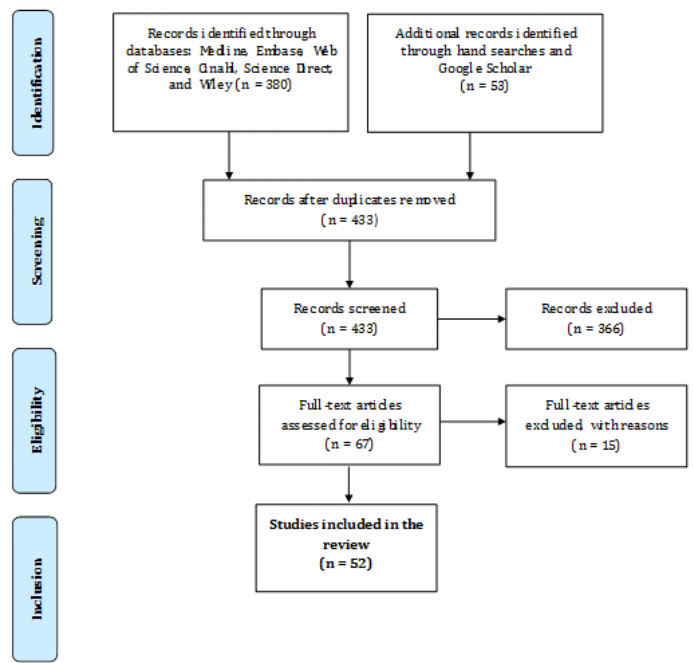 Identification
Records identified through
databases: Medline, Embase, Web
of Science, Cinahl, Science Direct,
and Wiley (n = 380)
Additional records identified
through hand searches and
Google Scholar
(n = 53)
Records after duplicates removed
(n = 433)
Screening
Records screened
(n = 433)
Records excluded
(n = 366)
Eligibility
Full-text articles
assessed for eligibility
(n = 67)
Full-text articles
excluded, with reasons
(n = 15)
Studies included in the
review
(n = 52)
Inclusion